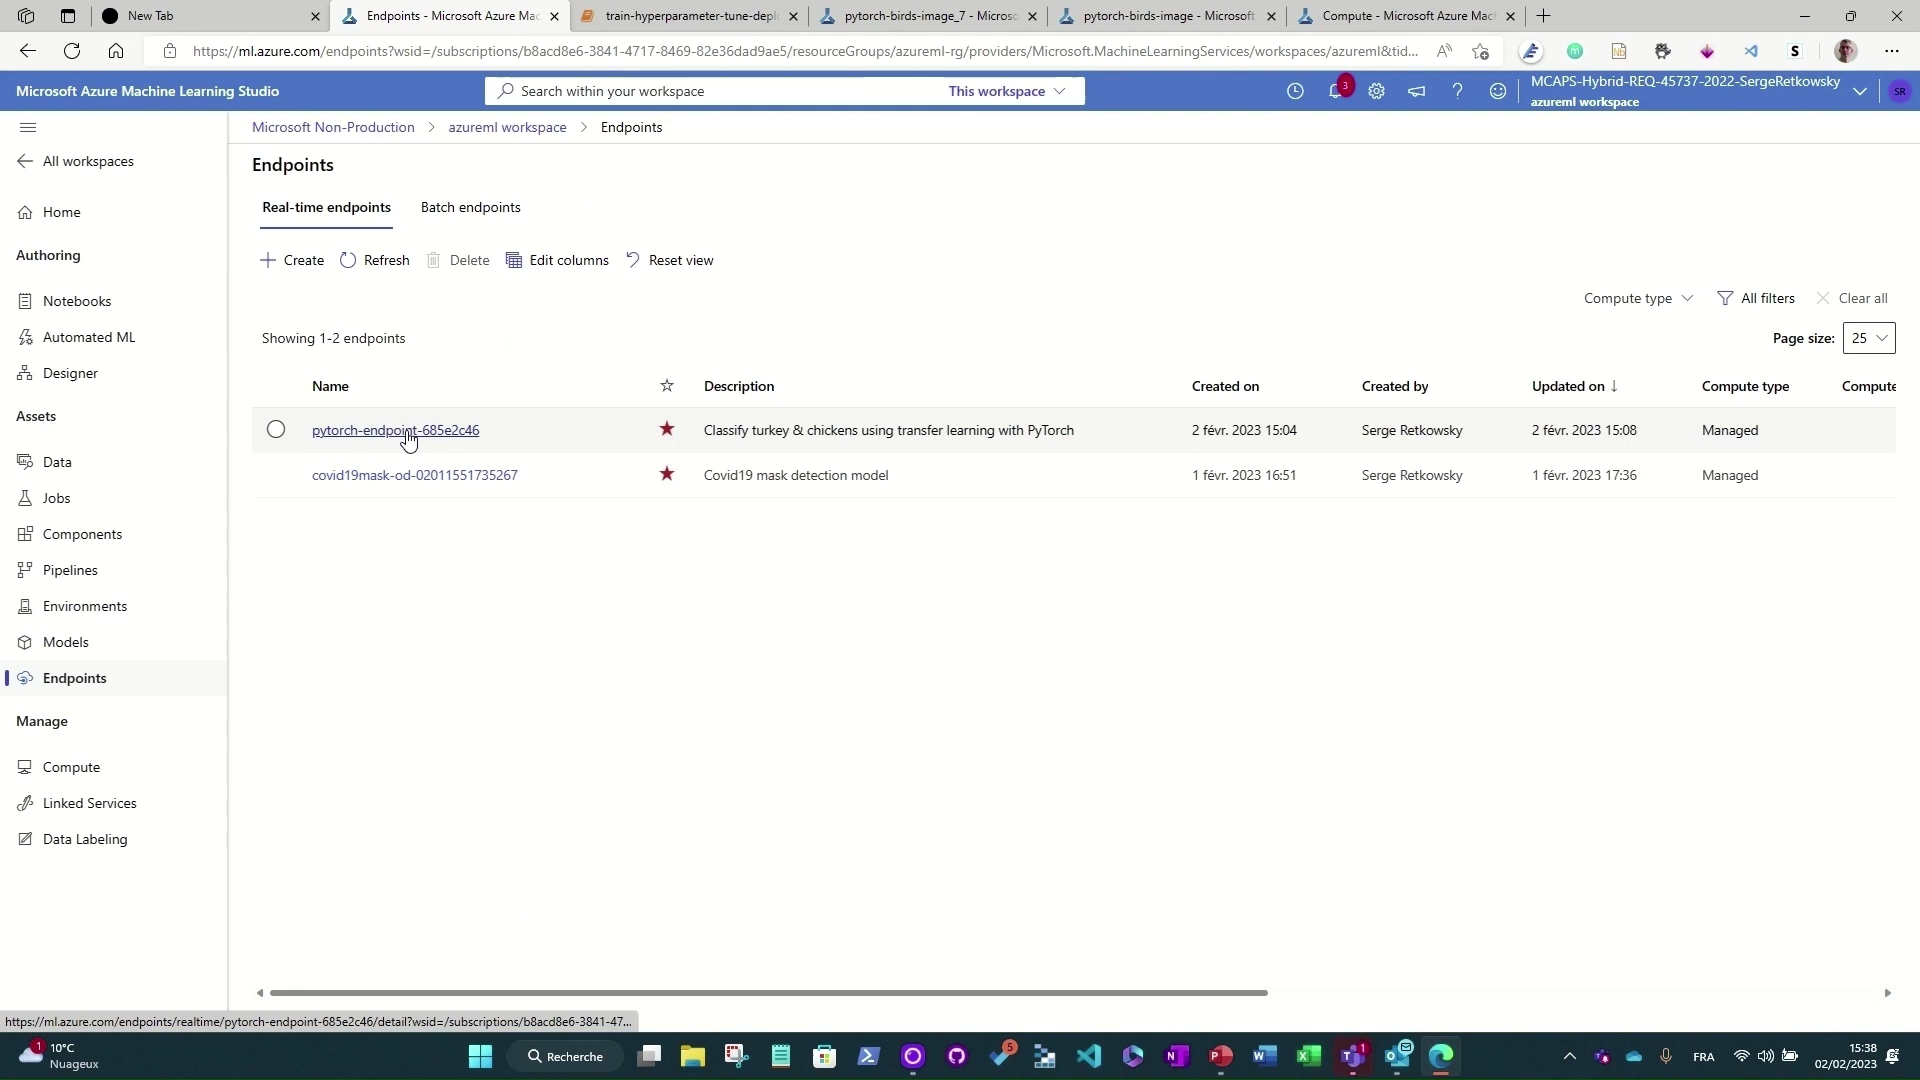 New Tab
Endpoints - Microsoft Azure Mac
train-hyperparameter-tune-depl
pytorch-birds-image_7 - Microsc
pytorch-birds-image - Microsoft
Compute - Microsoft Azure Mac
https://ml.azure.com/endpoints?wsid=/subscriptions/b8acd8e6-3841-4717-8469-82e36dad9ae5/resourceGroups/azureml-rg/providers/Microsoft.MachineLearningServices/workspaces/azureml&tid...
Microsoft Azure Machine Learning Studio
Search within your workspace
This workspace
3
MCAPS-Hybrid-REQ-45737-2022-SergeRetkowsky
azureml workspace
SR
Microsoft Non-Production > azureml workspace > Endpoints
All workspaces
Home
Authoring
Notebooks
Automated ML
Designer
Assets
Data
Jobs
Components
Pipelines
Environments
Models
Endpoints
Manage
Compute
Linked Services
Data Labeling
Endpoints
Real-time endpoints
Batch endpoints
Create
Refresh
Delete
Edit columns
Reset view
Compute type
All filters
Clear all
Showing 1-2 endpoints
Page size: 25
Name Description Created on Created by Updated on Compute type Compute
pytorch-endpoint-685e2c46 Classify turkey & chickens using transfer learning with PyTorch 2 févr. 2023 15:04 Serge Retkowsky 2 févr. 2023 15:08 Managed
covid19mask-od-02011551735267 Covid19 mask detection model 1 févr. 2023 16:51 Serge Retkowsky 1 févr. 2023 17:36 Managed
https://ml.azure.com/endpoints/realtime/pytorch-endpoint-685e2c46/detail?wsid=/subscriptions/b8acd8e6-3841-47...
1
10°C
Nuageux
Recherche
5
1
FRA
15:38
02/02/2023